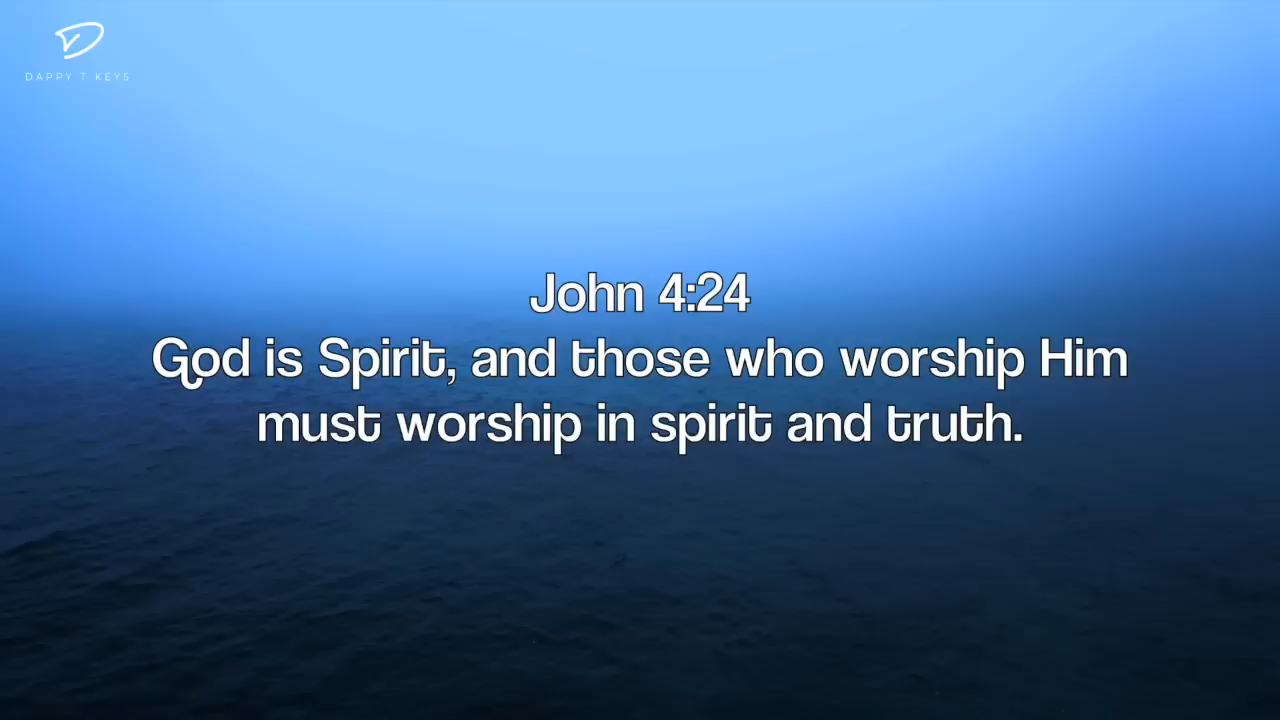 DAPPY T KEYS
John 4:24
God is Spirit, and those who worship Him
must worship in spirit and truth.